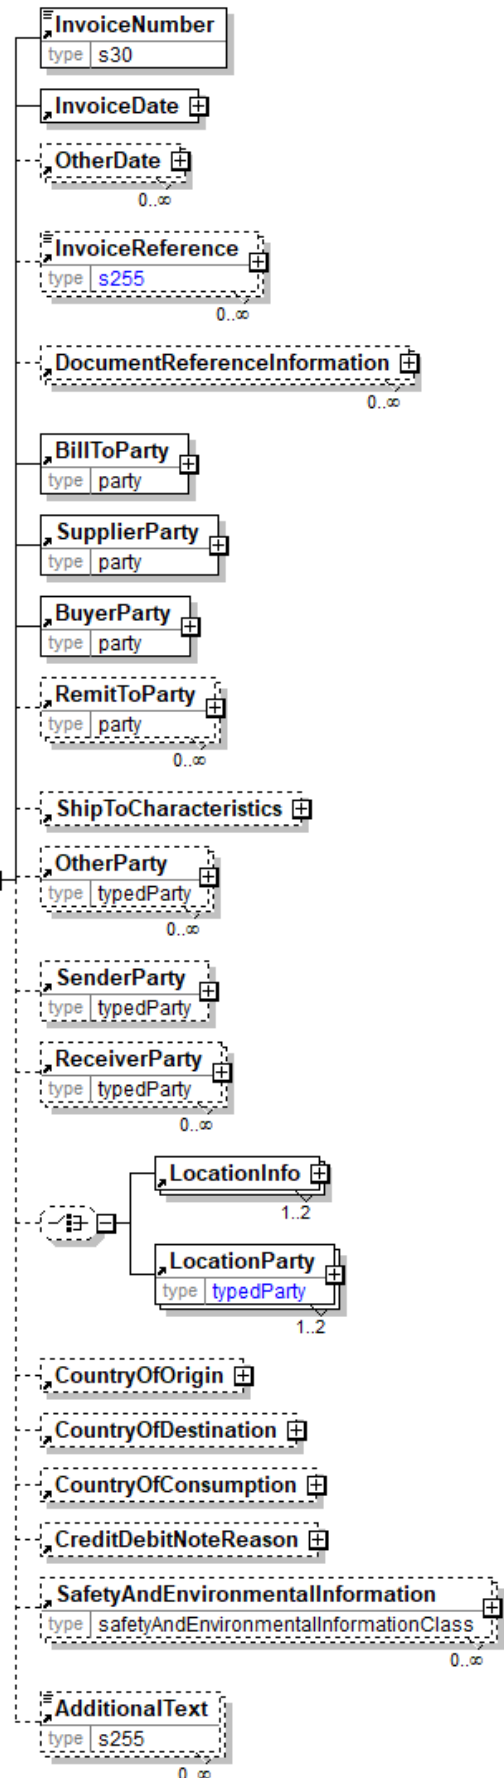 InvoiceNumber
type s30
InvoiceDate
OtherDate
0..∞
InvoiceReference
type s255
0..∞
DocumentReferenceInformation
0..∞
BillToParty
type party
SupplierParty
type party
BuyerParty
type party
RemitToParty
type party
0..∞
ShipToCharacteristics
OtherParty
type typedParty
0..∞
SenderParty
type typedParty
ReceiverParty
type typedParty
0..∞
LocationInfo
1..2
LocationParty
type typedParty
1..2
CountryOfOrigin
CountryOfDestination
CountryOfConsumption
CreditDebitNoteReason
SafetyAndEnvironmentalInformation
type safetyAndEnvironmentalInformationClass
0..∞
AdditionalText
type s255
0..∞